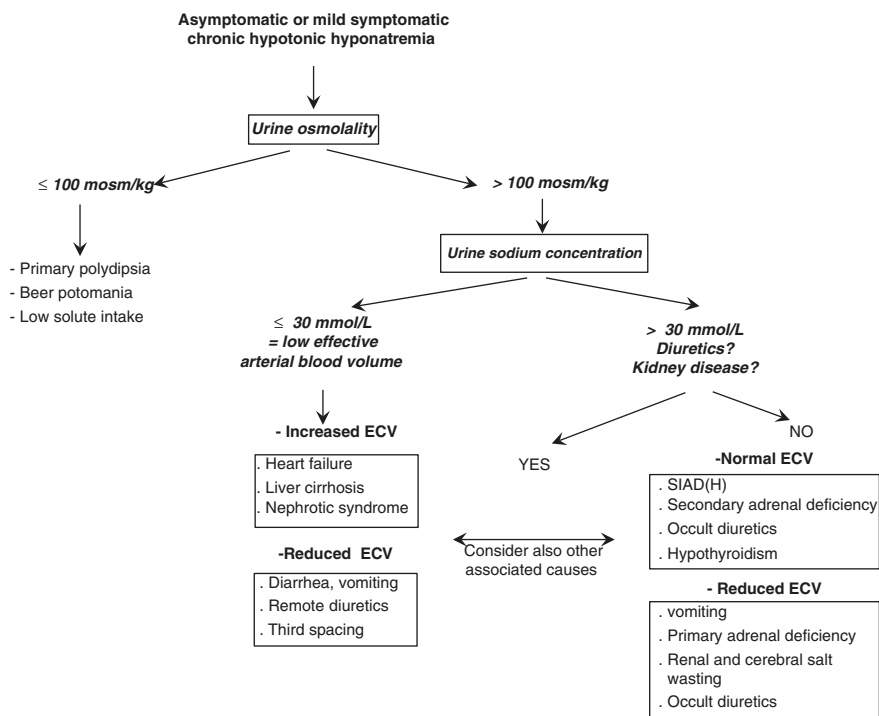 Asymptomatic or mild symptomatic
chronic hypotonic hyponatremia
Urine osmolality
≤ 100 mosm/kg
> 100 mosm/kg
- Primary polydipsia
- Beer potomania
- Low solute intake
Urine sodium concentration
≤ 30 mmol/L
= low effective
arterial blood volume
> 30 mmol/L
Diuretics?
Kidney disease?
- Increased ECV
. Heart failure
. Liver cirrhosis
. Nephrotic syndrome
-Reduced ECV
. Diarrhea, vomiting
. Remote diuretics
. Third spacing
YES
NO
Consider also other
associated causes
-Normal ECV
. SIAD(H)
. Secondary adrenal deficiency
. Occult diuretics
. Hypothyroidism
- Reduced ECV
. vomiting
. Primary adrenal deficiency
. Renal and cerebral salt
wasting
. Occult diuretics